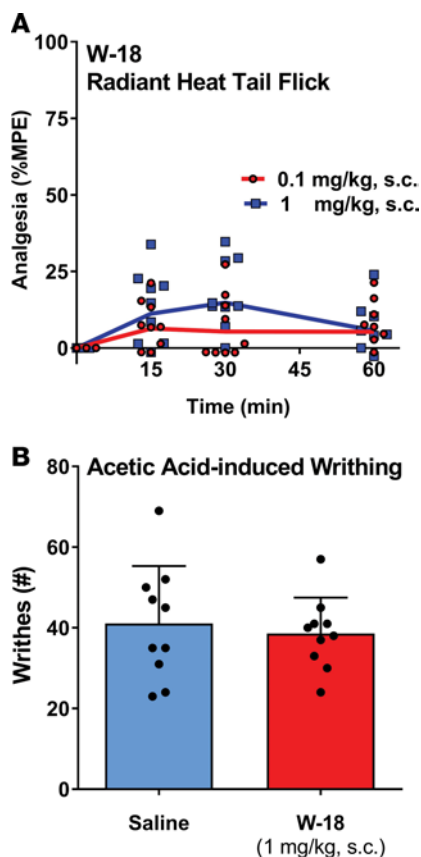 A
W-18
Radiant Heat Tail Flick
100
75
50
25
0
Analgesia (%MPE)
0.1 mg/kg, s.c.
1 mg/kg, s.c.
15 30 45 60
Time (min)
B
Acetic Acid-induced Writhing
80
60
40
20
0
Writhes (#)
Saline W-18
(1 mg/kg, s.c.)